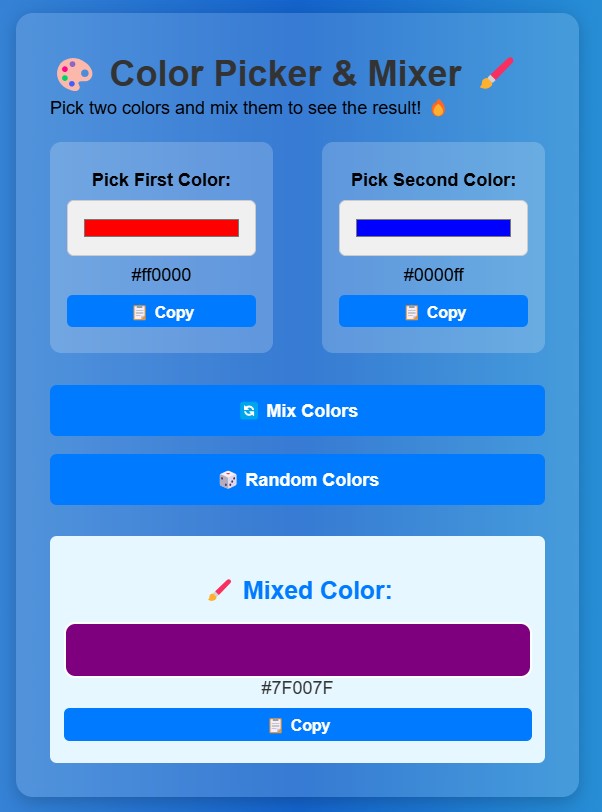 Color Picker & Mixer
Pick two colors and mix them to see the result!
Pick First Color:
Pick Second Color:
#ff0000
#0000ff
Copy
Copy
Mix Colors
Random Colors
Mixed Color:
#7F007F
Copy